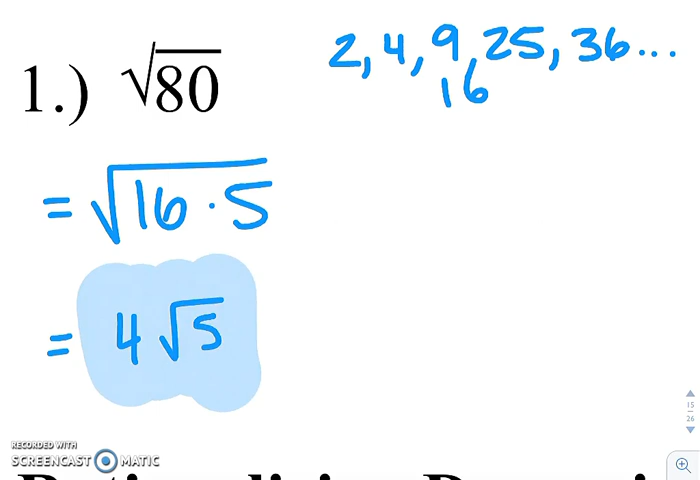 1.) √80
2, 4, 9, 25, 36...
16
= √16 · 5
= 4 √5
15
26
RECORDED WITH
SCREENCAST MATIC